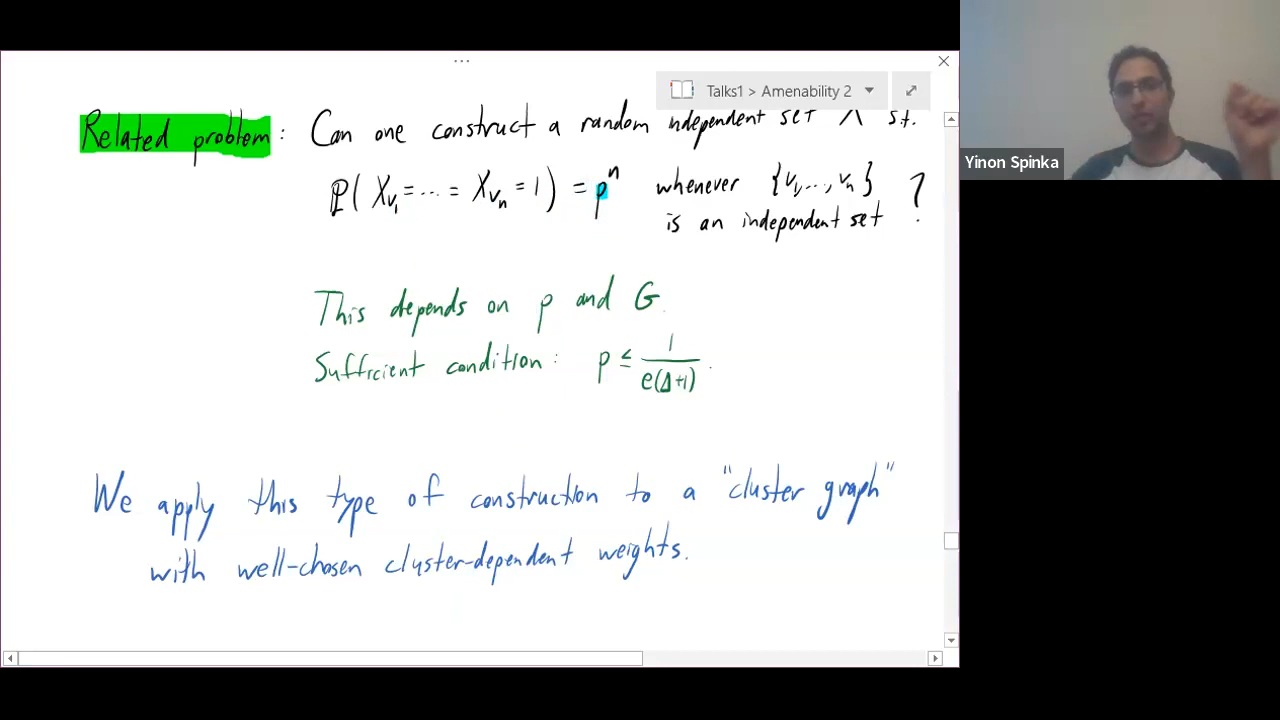 Talks1 > Amenability 2
Related problem: Can one construct a random independent set X s.t.
P( X_{v_1} = ... = X_{v_n} = 1 ) = p^n whenever {v_1, ..., v_n}
is an independent set ?
This depends on p and G.
Sufficient condition: p ≤ 1/e(Δ+1).
We apply this type of construction to a "cluster graph"
with well-chosen cluster-dependent weights.
Yinon Spinka